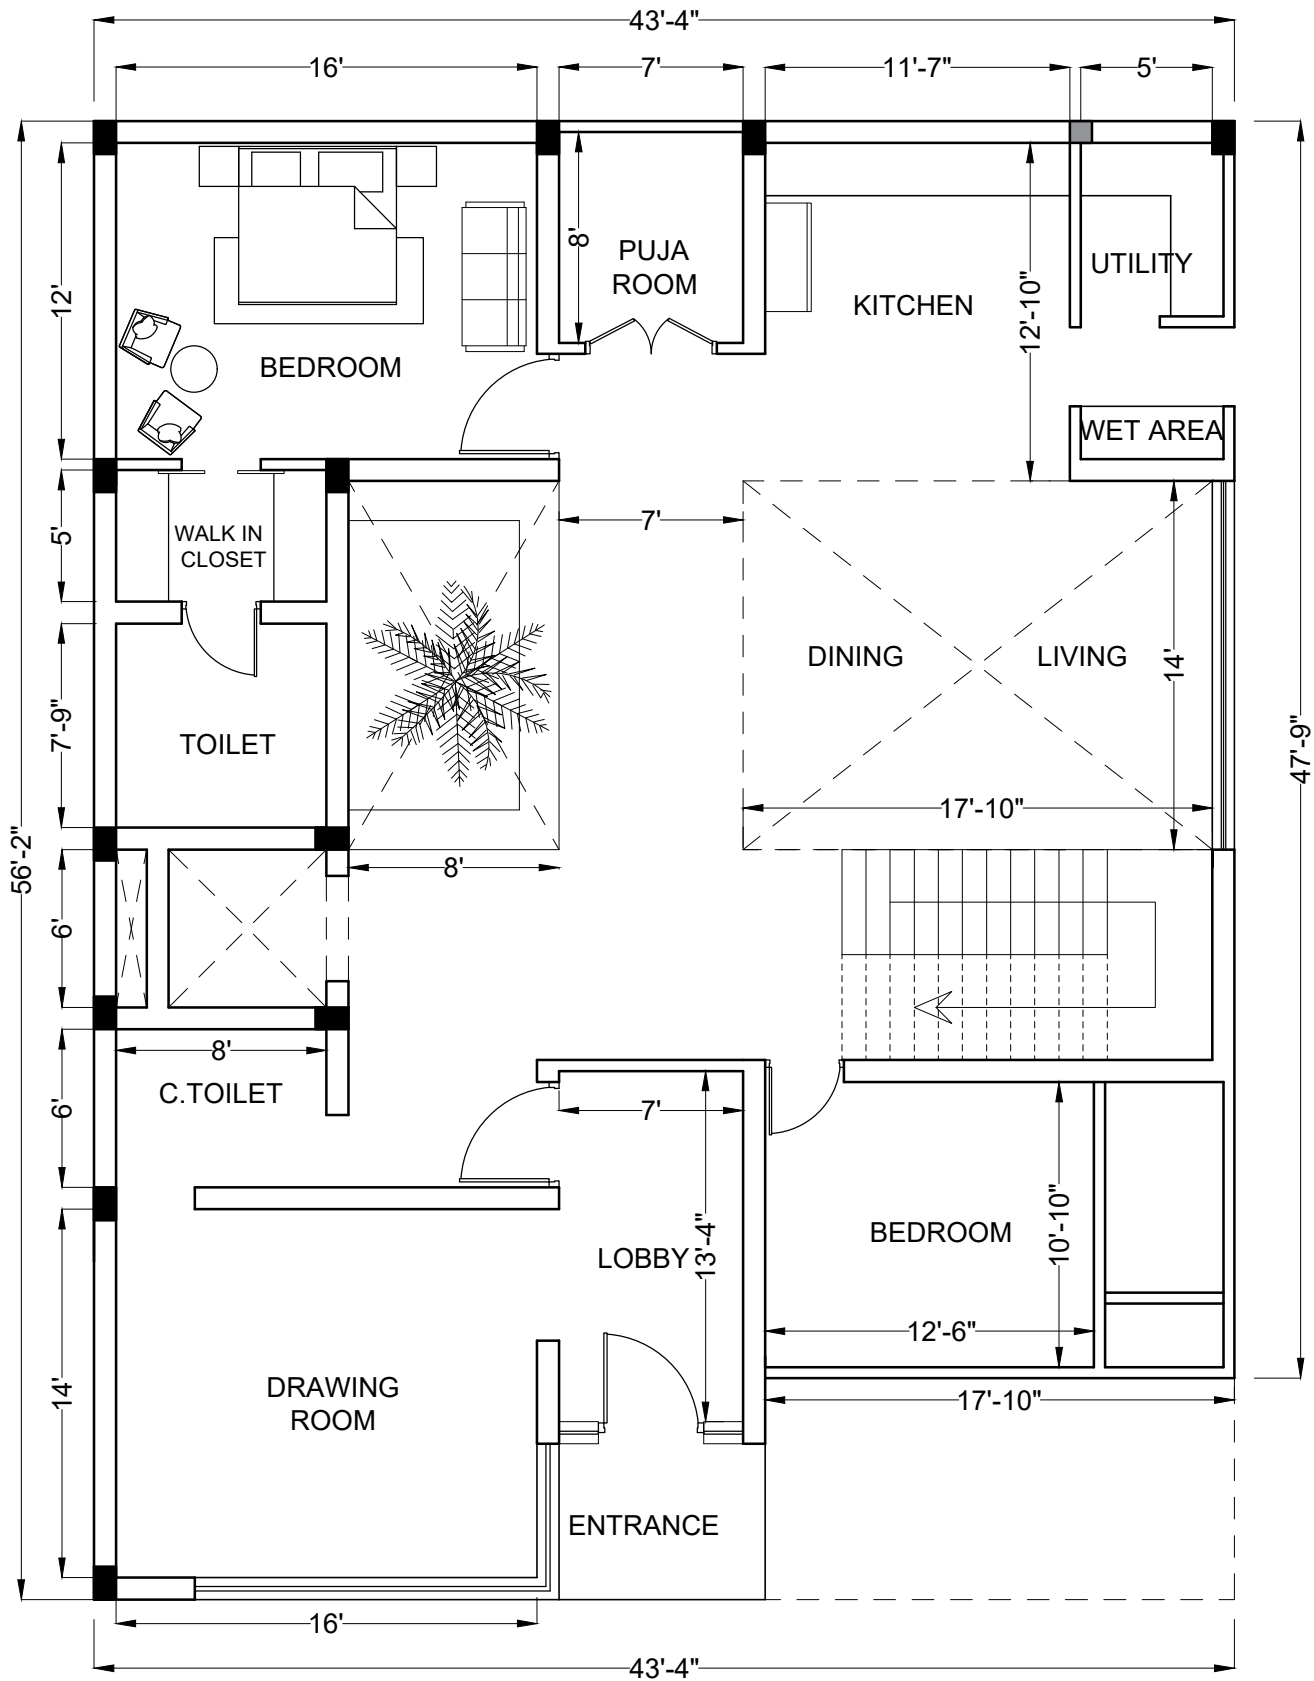 43'-4"
16'
7'
11'-7"
5'
8'
PUJA
ROOM
UTILITY
KITCHEN
12'
12'-10"
BEDROOM
WET AREA
7'
5'
WALK IN
CLOSET
DINING
LIVING
14'
7'-9"
TOILET
47'-9"
17'-10"
56'-2"
8'
6'
8'
C.TOILET
6'
7'
13'-4"
BEDROOM
10'-10"
LOBBY
12'-6"
DRAWING
ROOM
14'
17'-10"
ENTRANCE
16'
43'-4"